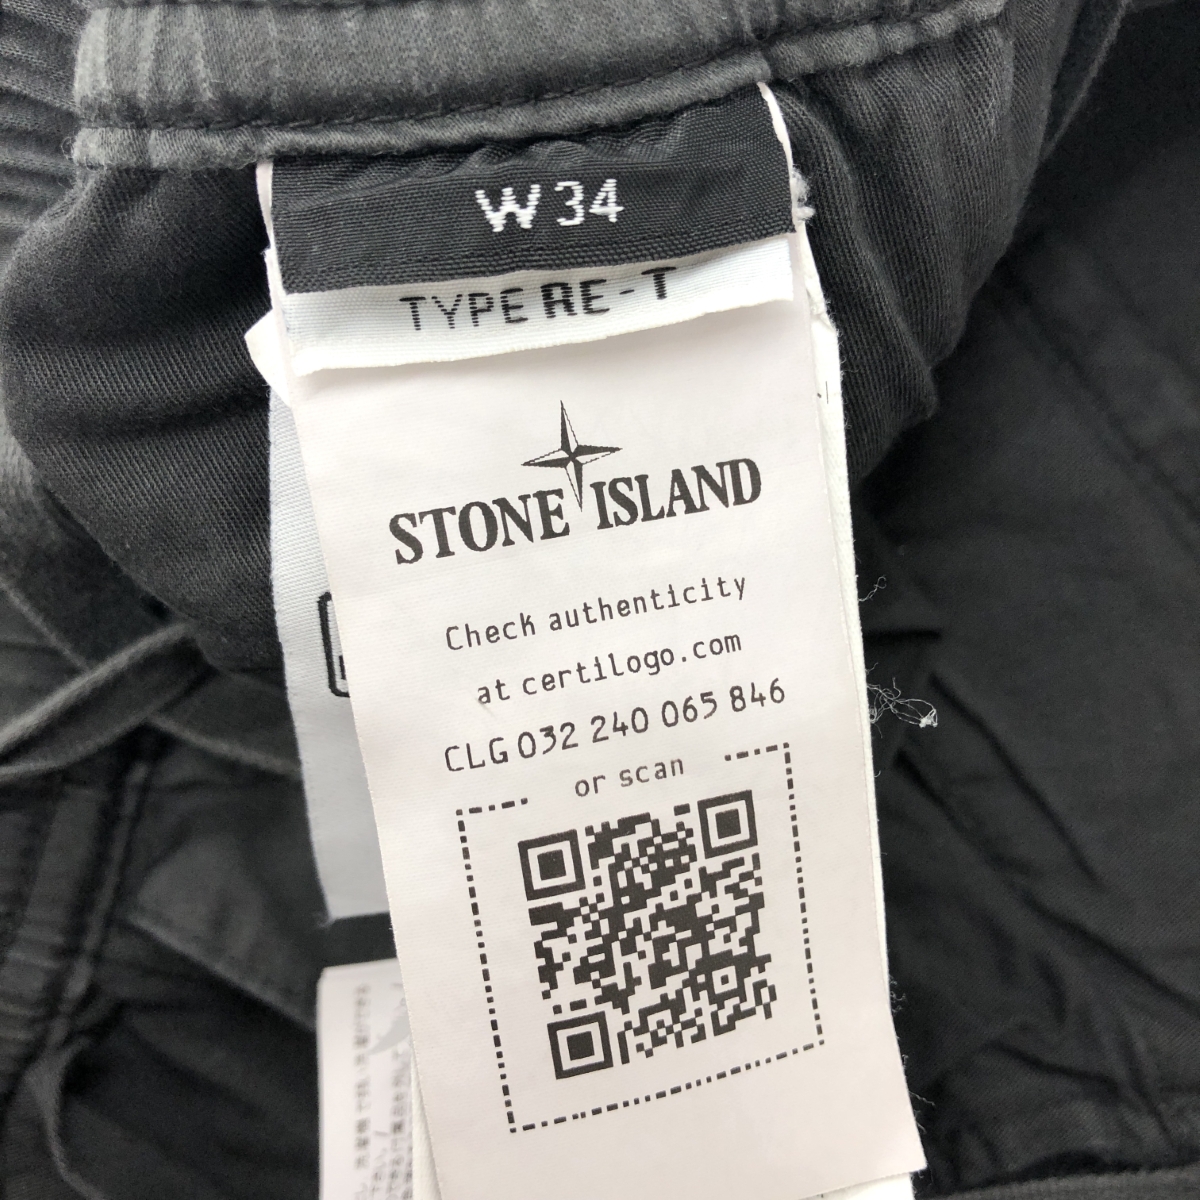 W34
TYPE RE-T
STONE ISLAND
Check authenticity
at certilogo.com
CLG 032 240 065 846
or scan